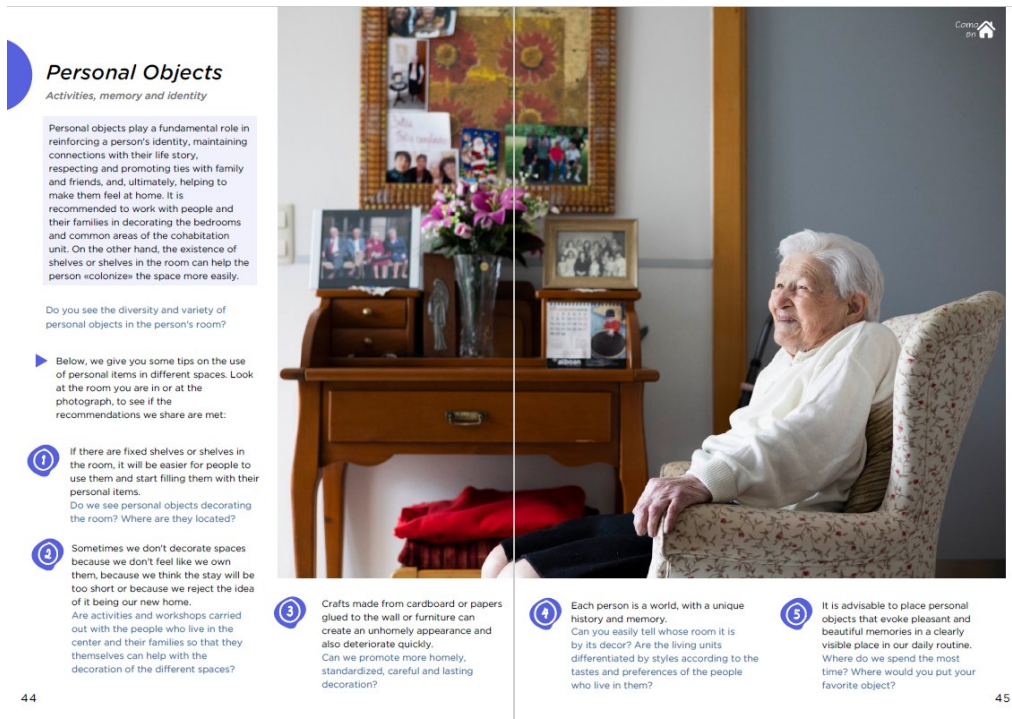 Personal Objects
Activities, memory and identity
Personal objects play a fundamental role in
reinforcing a person's identity, maintaining
connections with their life story,
respecting and promoting ties with family
and friends, and, ultimately, helping to
make them feel at home. It is
recommended to work with people and
their families in decorating the bedrooms
and common areas of the cohabitation
unit. On the other hand, the existence of
shelves or shelves in the room can help the
person «colonize» the space more easily.
Do you see the diversity and variety of
personal objects in the person's room?
Below, we give you some tips on the use
of personal items in different spaces. Look
at the room you are in or at the
photograph, to see if the
recommendations we share are met:
1
If there are fixed shelves or shelves in
the room, it will be easier for people to
use them and start filling them with their
personal items.
Do we see personal objects decorating
the room? Where are they located?
2
Sometimes we don't decorate spaces
because we don't feel like we own
them, because we think the stay will be
too short or because we reject the idea
of it being our new home.
Are activities and workshops carried
out with the people who live in the
center and their families so that they
themselves can help with the
decoration of the different spaces?
44
3
Crafts made from cardboard or papers
glued to the wall or furniture can
create an unhomely appearance and
also deteriorate quickly.
Can we promote more homely,
standardized, careful and lasting
decoration?
Como
en
4
Each person is a world, with a unique
history and memory.
Can you easily tell whose room it is
by its decor? Are the living units
differentiated by styles according to the
tastes and preferences of the people
who live in them?
5
It is advisable to place personal
objects that evoke pleasant and
beautiful memories in a clearly
visible place in our daily routine.
Where do we spend the most
time? Where would you put your
favorite object?
45